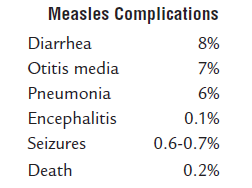 Measles Complications
Diarrhea 8%
Otitis media 7%
Pneumonia 6%
Encephalitis 0.1%
Seizures 0.6-0.7%
Death 0.2%